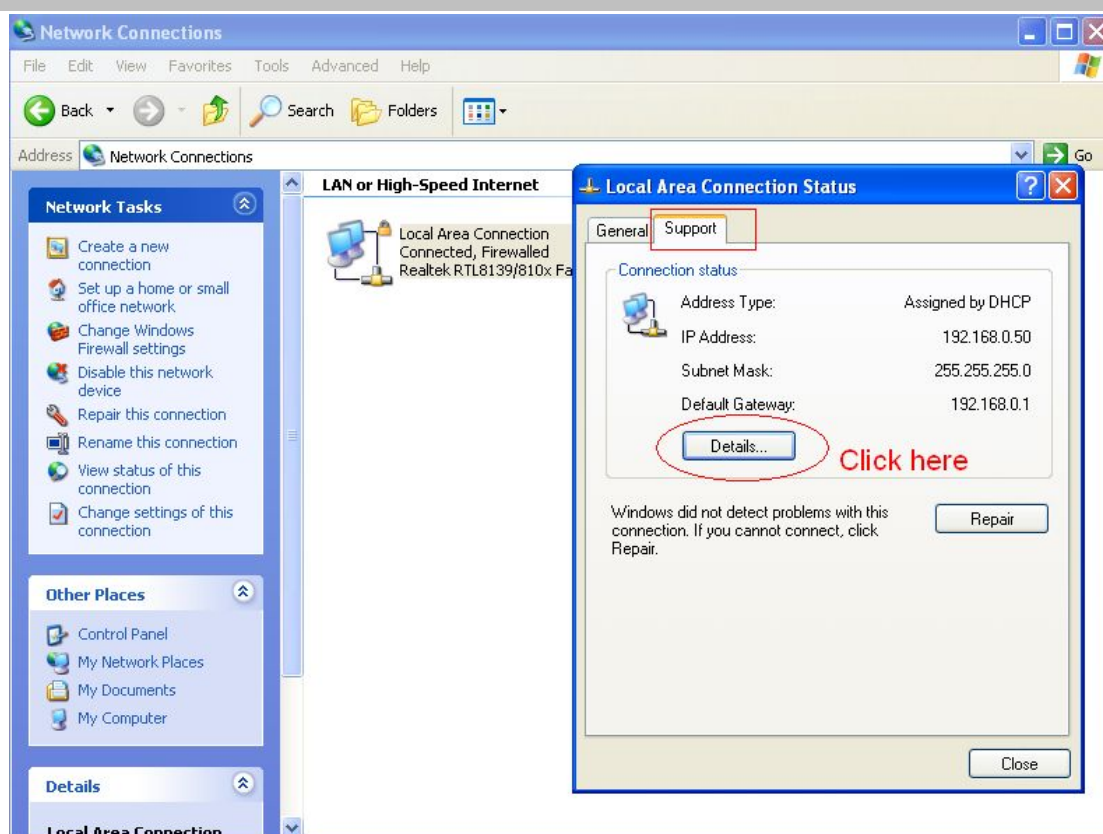 Network Connections
File Edit View Favorites Tools Advanced Help
Back Search Folders
Address Network Connections Go
Network Tasks
Create a new
connection
Set up a home or small
office network
Change Windows
Firewall settings
Disable this network
device
Repair this connection
Rename this connection
View status of this
connection
Change settings of this
connection
Other Places
Control Panel
My Network Places
My Documents
My Computer
Details
Local Area Connection
LAN or High-Speed Internet
Local Area Connection
Connected, Firewalled
Realtek RTL8139/810x Fa
Local Area Connection Status
General Support
Connection status
Address Type: Assigned by DHCP
IP Address: 192.168.0.50
Subnet Mask: 255.255.255.0
Default Gateway: 192.168.0.1
Details...
Click here
Windows did not detect problems with this
connection. If you cannot connect, click
Repair.
Repair
Close